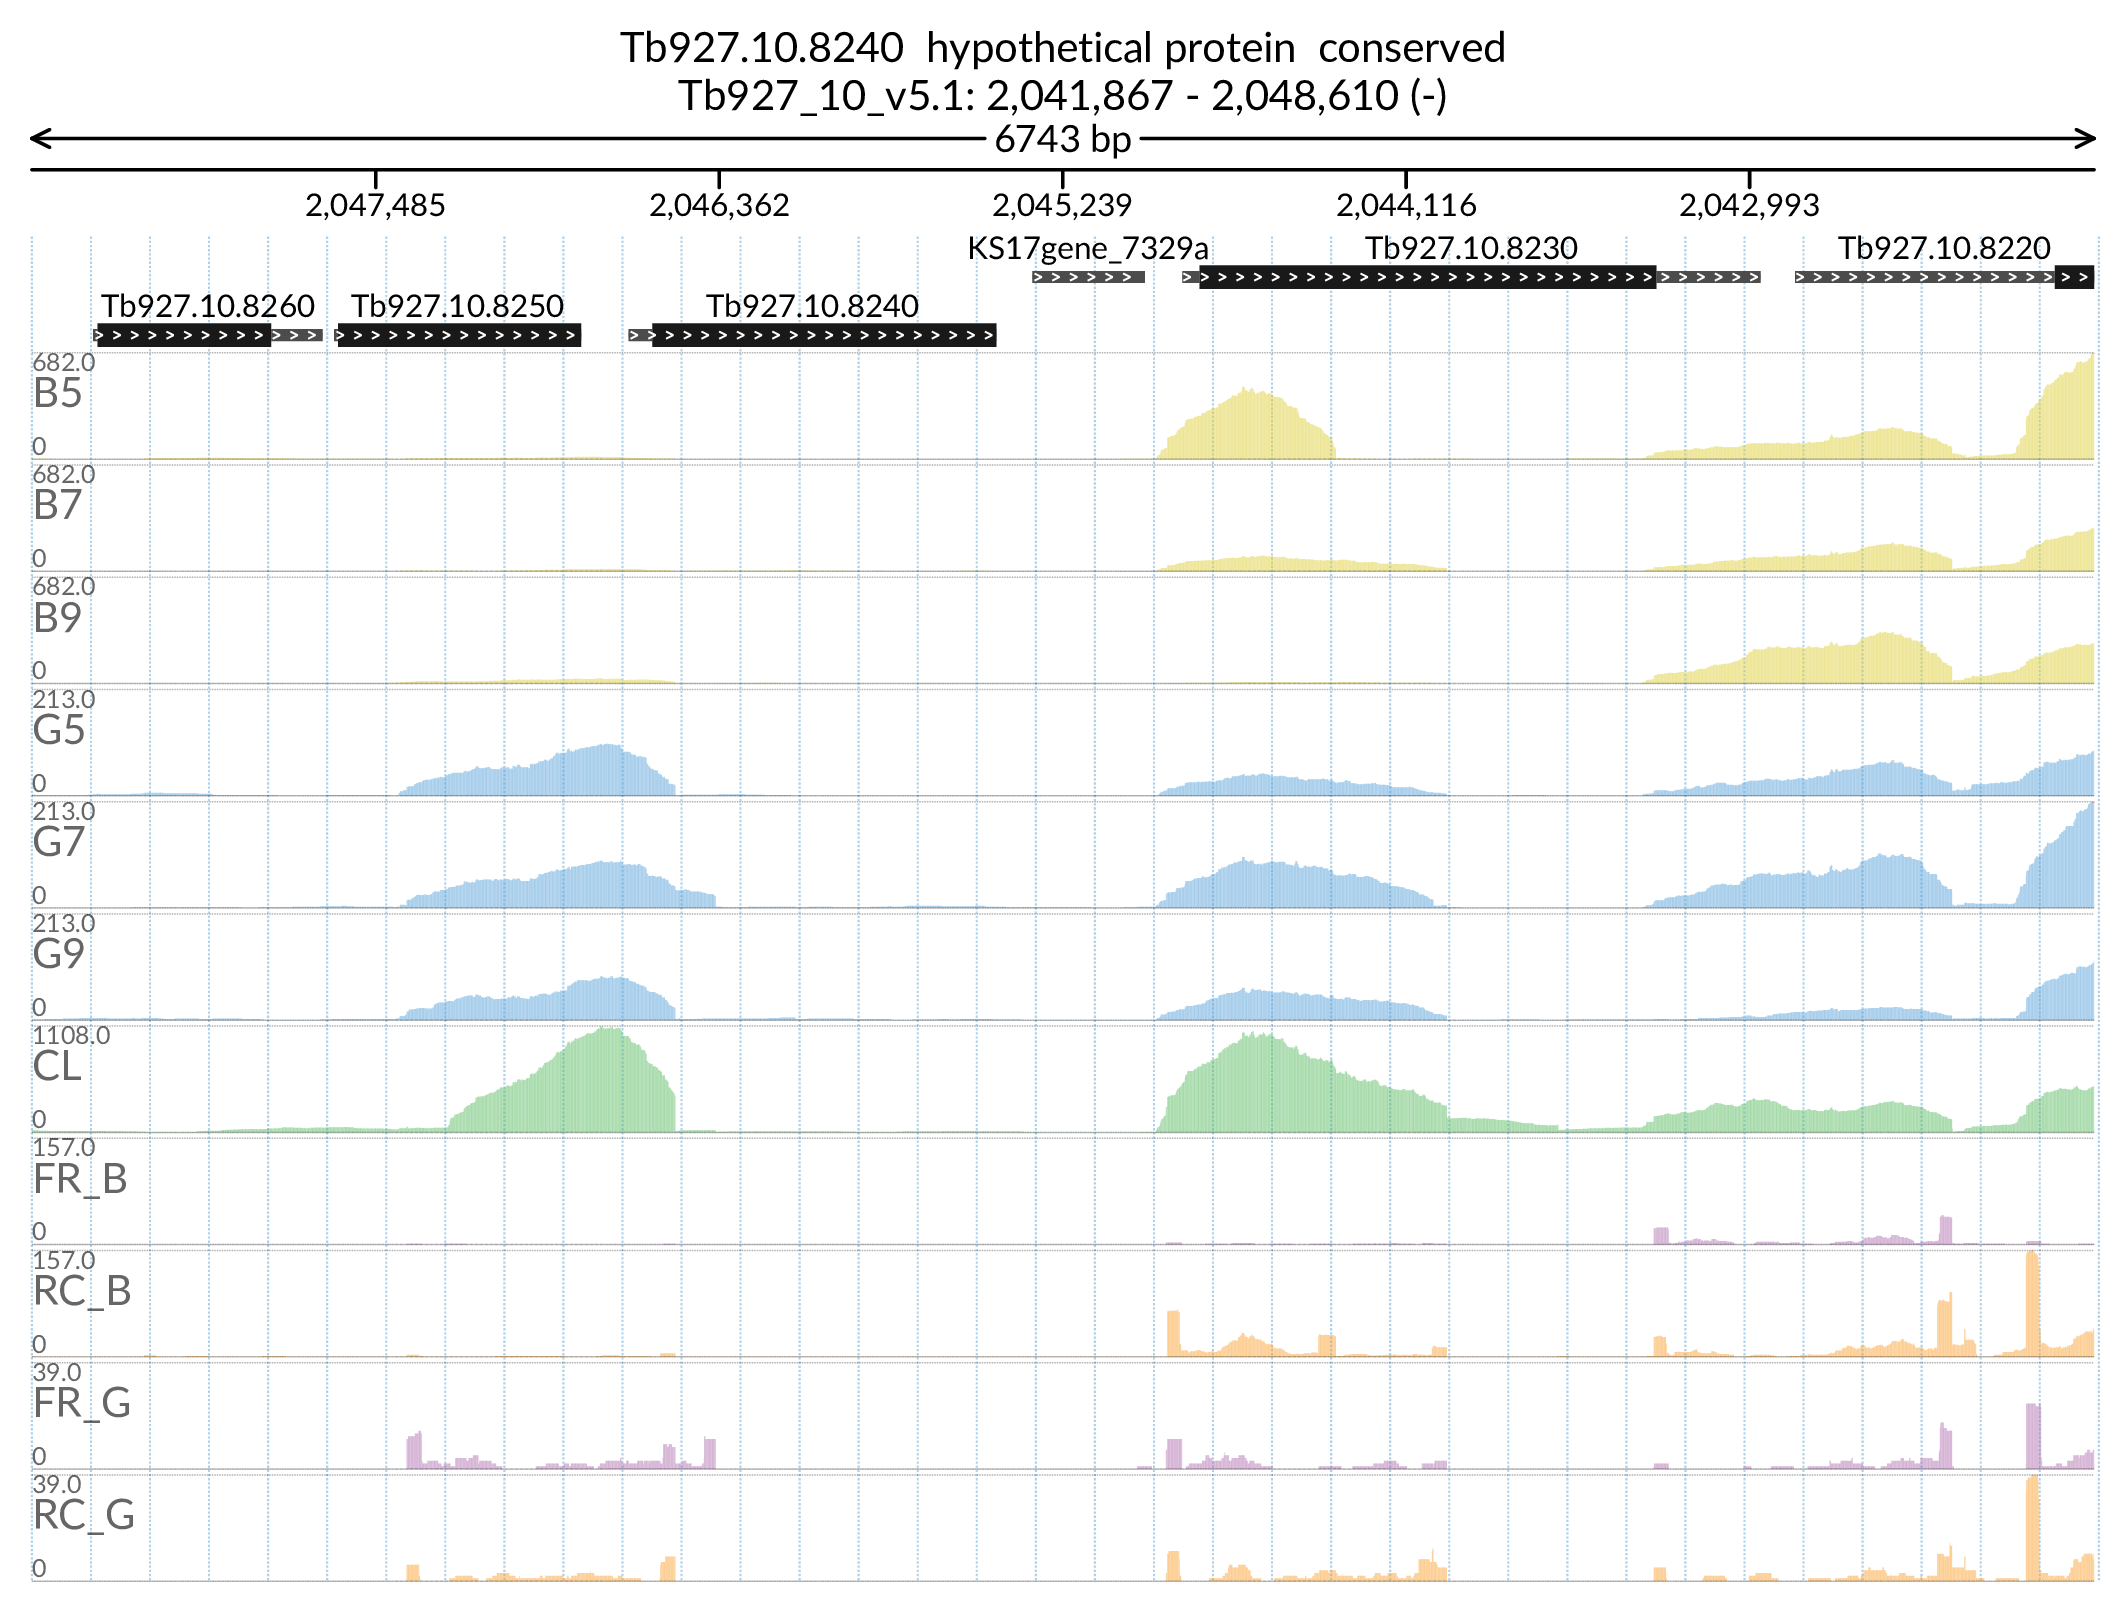 Tb927.10.8240 hypothetical protein conserved
Tb927_10_v5.1: 2,041,867 - 2,048,610 (-)
6743 bp
2,047,485 2,046,362 2,045,239 2,044,116 2,042,993
KS17gene_7329a Tb927.10.8230 Tb927.10.8220
Tb927.10.8260 Tb927.10.8250 Tb927.10.8240
682.0
B5
0
682.0
B7
0
682.0
B9
0
213.0
G5
0
213.0
G7
0
213.0
G9
0
1108.0
CL
0
157.0
FR_B
0
157.0
RC_B
0
39.0
FR_G
0
39.0
RC_G
0